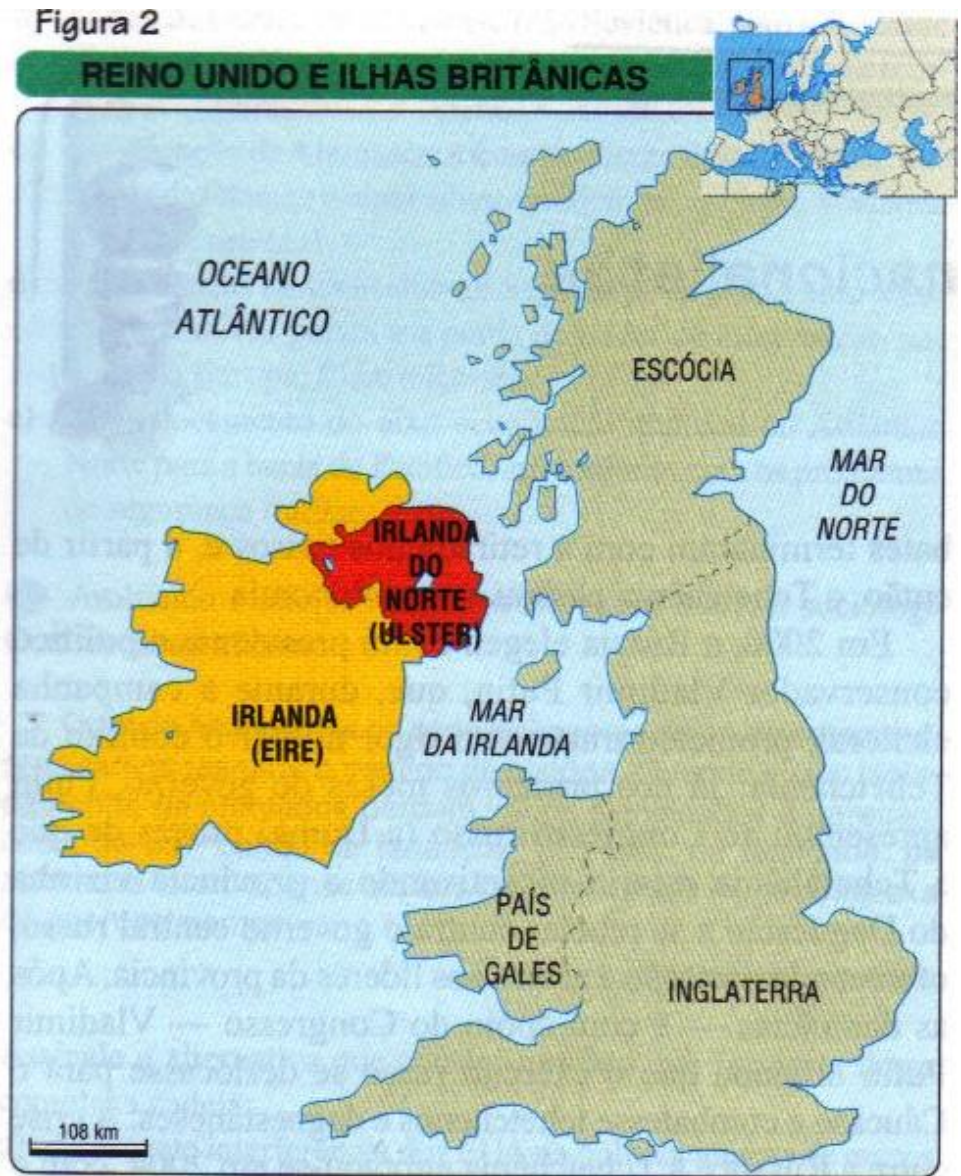 Figura 2
REINO UNIDO E ILHAS BRITÂNICAS
OCEANO
ATLÂNTICO
ESCÓCIA
MAR
DO
NORTE
IRLANDA
DO
NORTE
(ULSTER)
IRLANDA
(EIRE)
MAR
DA IRLANDA
PAÍS
DE
GALES
INGLATERRA
108 km